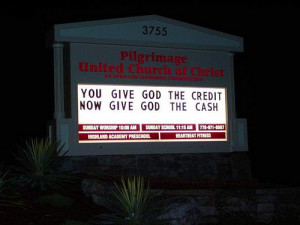 3755
Pilgrimage
United Church of Christ
YOU GIVE GOD THE CREDIT
NOW GIVE GOD THE CASH
SUNDAY WORSHIP 10:00 AM SUNDAY SCHOOL 11:15 AM
HIGHLAND ACADEMY PRESCHOOL HEARTBEAT FITNESS